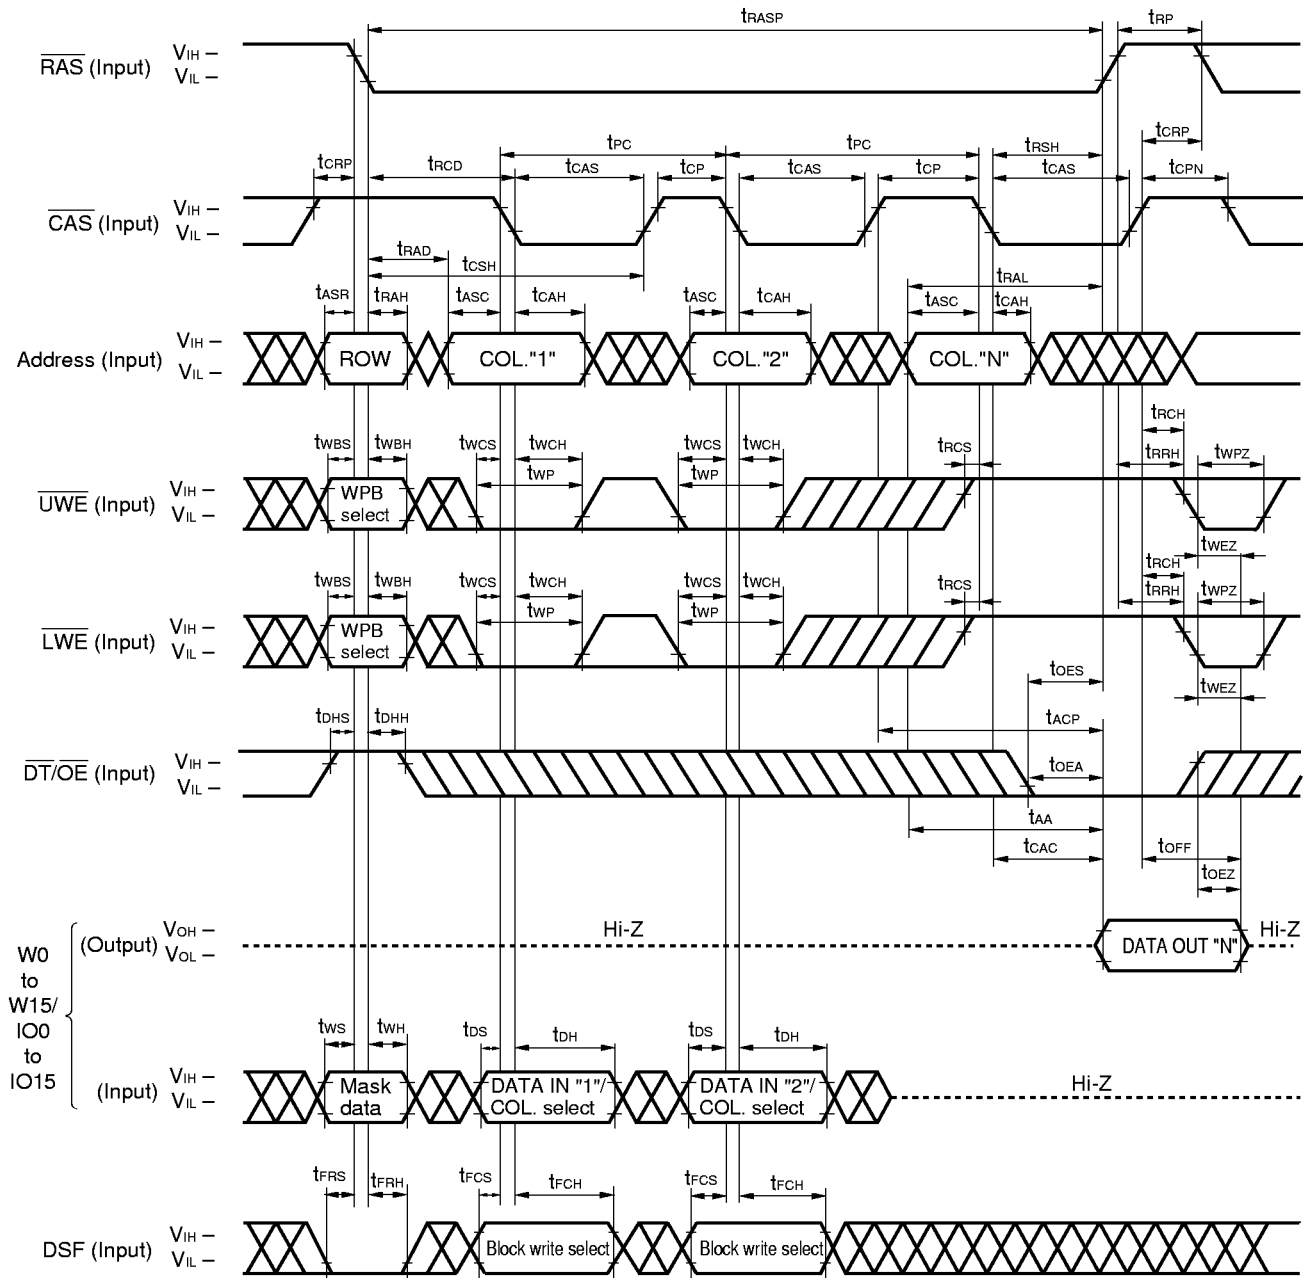 tRASP tRP
RAS (Input) VIH –
VIL –
tCRP
tPC tPC tRSH
tCRP tRCD tCAS tCP tCAS tCP tCAS tCPN
CAS (Input) VIH –
VIL –
tRAD
tCSH
tRAL
tASR tRAH tASC tCAH tASC tCAH tASC tCAH
Address (Input) VIH –
VIL –
ROW COL."1" COL."2" COL."N"
tRCH
tWBS tWBH tWCS tWCH tWCS tWCH tRCS tRRH tWPZ
tWP tWP
UWE (Input) VIH –
VIL –
WPB
select
tWEZ
tRCH
tWBS tWBH tWCS tWCH tWCS tWCH tRCS tRRH tWPZ
tWP tWP
LWE (Input) VIH –
VIL –
WPB
select
tOES
tWEZ
tDHS tDHH tACP
DT/OE (Input) VIH –
VIL –
tOEA
tAA
tCAC tOFF
tOEZ
W0
to
W15/
IO0
to
IO15
(Output) VOH –
VOL –
Hi-Z DATA OUT "N" Hi-Z
tWS tWH tDS tDH tDS tDH
(Input) VIH –
VIL –
Mask
data
DATA IN "1"/
COL. select
DATA IN "2"/
COL. select
Hi-Z
tFRS tFRH tFCS tFCH tFCS tFCH
DSF (Input) VIH –
VIL –
Block write select Block write select